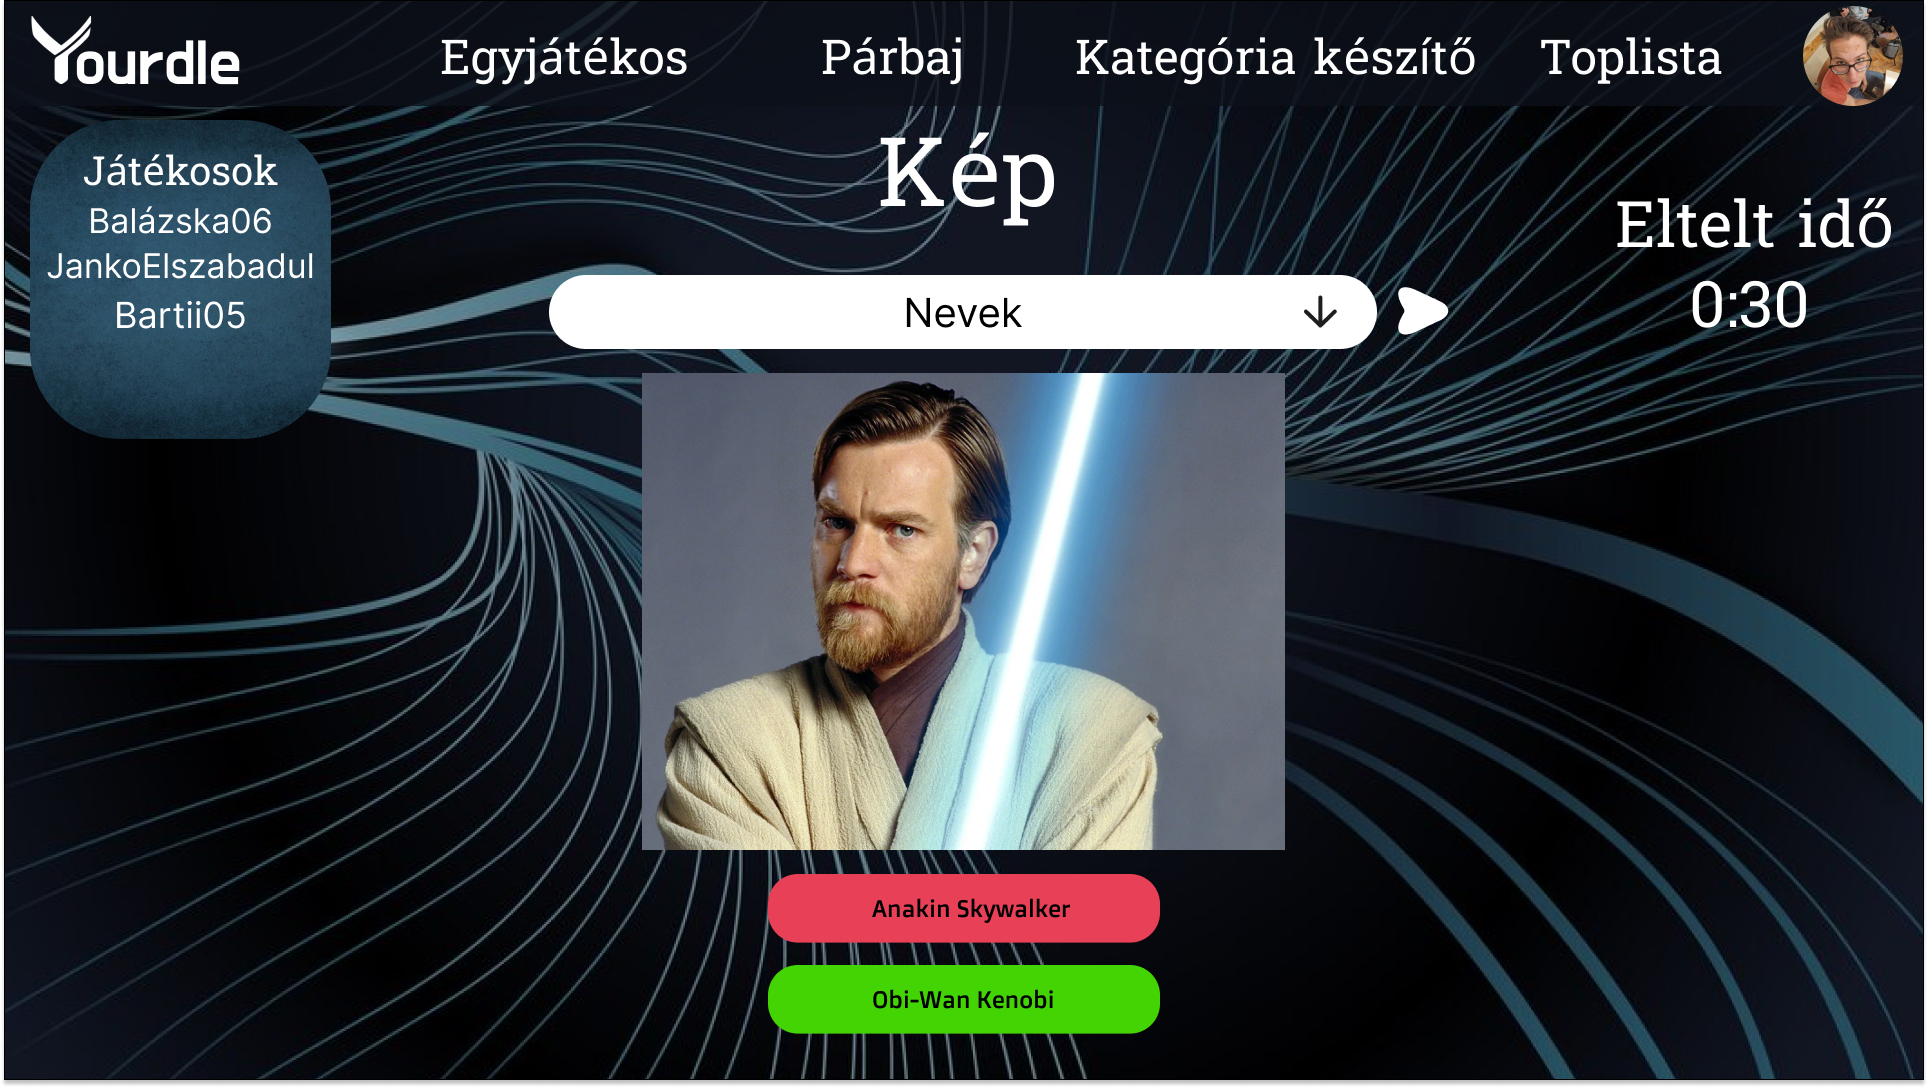 Yourdle
Egyjátékos
Párbaj
Kategória készítő
Toplista
Játékosok
Balázska06
JankoElszabadul
Bartii05
Kép
Eltelt idő
0:30
Nevek
Anakin Skywalker
Obi-Wan Kenobi